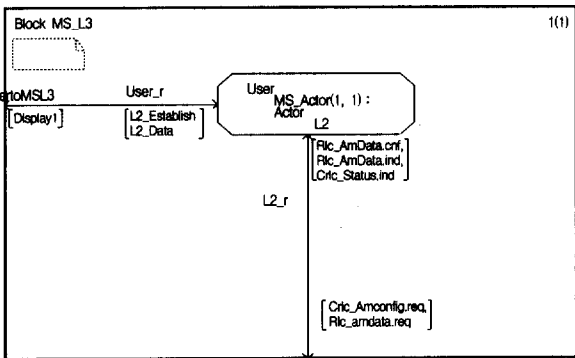 Block MS_L3
1(1)
User_r
[Display1]
[L2_Establish
L2_Data]
User
MS_Actor(1, 1) :
Actor
L2
[Rlc_AmData.cnf,
Rlc_AmData.ind,
Crlc_Status.ind]
L2_r
[Crlc_Amconfig.req,
Rlc_amdata.req]